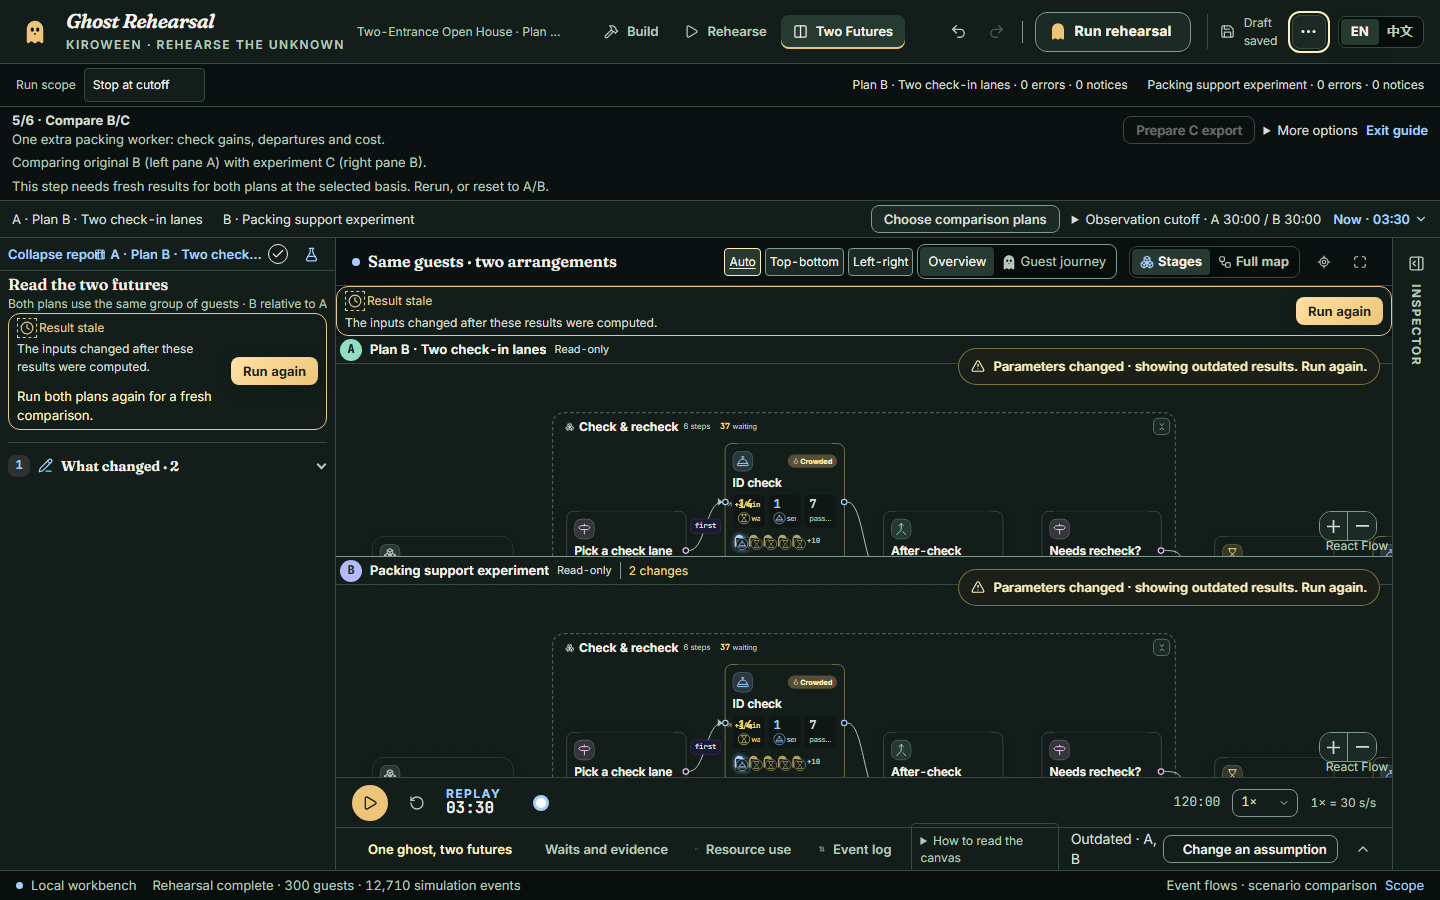 Ghost Rehearsal
KIROWEEN · REHEARSE THE UNKNOWN
Two-Entrance Open House · Plan ...
Build
Rehearse
Two Futures
Run rehearsal
Draft saved
EN
中文
Run scope
Stop at cutoff
Plan B · Two check-in lanes · 0 errors · 0 notices
Packing support experiment · 0 errors · 0 notices
5/6 · Compare B/C
One extra packing worker: check gains, departures and cost.
Comparing original B (left pane A) with experiment C (right pane B).
This step needs fresh results for both plans at the selected basis. Rerun, or reset to A/B.
Prepare C export
More options
Exit guide
A · Plan B · Two check-in lanes
B · Packing support experiment
Choose comparison plans
Observation cutoff · A 30:00 / B 30:00
Now · 03:30
Collapse report
A · Plan B · Two check...
Read the two futures
Both plans use the same group of guests · B relative to A
Result stale
The inputs changed after these
results were computed.
Run both plans again for a fresh
comparison.
Run again
1
What changed · 2
Same guests · two arrangements
Auto
Top-bottom
Left-right
Overview
Guest journey
Stages
Full map
INSPECTOR
Result stale
The inputs changed after these results were computed.
Run again
A
Plan B · Two check-in lanes
Read-only
Parameters changed · showing outdated results. Run again.
Check & recheck
6 steps
37 waiting
Crowded
ID check
1
7
pass...
+10
first
Pick a check lane
After-check
Needs recheck?
React Flow
B
Packing support experiment
Read-only
2 changes
Parameters changed · showing outdated results. Run again.
Check & recheck
6 steps
37 waiting
Crowded
ID check
1
7
pass...
+10
first
Pick a check lane
After-check
Needs recheck?
React Flow
REPLAY
03:30
120:00
1×
1× = 30 s/s
One ghost, two futures
Waits and evidence
Resource use
Event log
How to read the
canvas
Outdated · A,
B
Change an assumption
Local workbench
Rehearsal complete · 300 guests · 12,710 simulation events
Event flows · scenario comparison
Scope